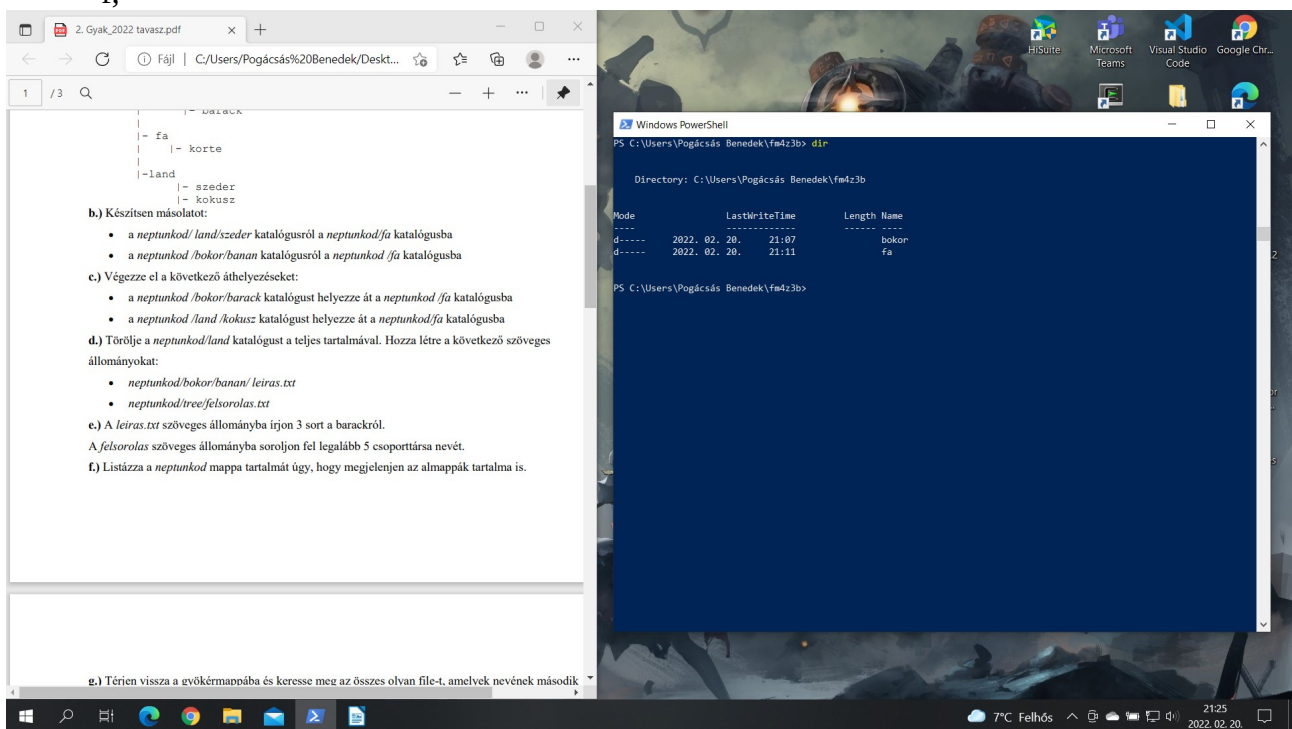 2. Gyak_2022 tavasz.pdf
Fájl | C:/Users/Pogácsás%20Benedek/Deskt...
1 / 3
|- barack
|
|- fa
| |- korte
|
|-land
|- szeder
|- kokusz
b.) Készítsen másolatot:
• a neptunkod/ land/szeder katalógusról a neptunkod/fa katalógusba
• a neptunkod /bokor/banan katalógusról a neptunkod /fa katalógusba
c.) Végezze el a következő áthelyezéseket:
• a neptunkod /bokor/barack katalógust helyezze át a neptunkod /fa katalógusba
• a neptunkod /land /kokusz katalógust helyezze át a neptunkod/fa katalógusba
d.) Törölje a neptunkod/land katalógust a teljes tartalmával. Hozza létre a következő szöveges
állományokat:
• neptunkod/bokor/banan/ leiras.txt
• neptunkod/tree/felsorolas.txt
e.) A leiras.txt szöveges állományba írjon 3 sort a barackról.
A felsorolas szöveges állományba soroljon fel legalább 5 csoporttársa nevét.
f.) Listázza a neptunkod mappa tartalmát úgy, hogy megjelenjen az almappák tartalma is.
g.) Térjen vissza a gyökérmappába és keresse meg az összes olyan file-t, amelyek nevének második
HiSuite
Microsoft Teams
Visual Studio Code
Google Chr...
Windows PowerShell
PS C:\Users\Pogácsás Benedek\fm4z3b> dir
Directory: C:\Users\Pogácsás Benedek\fm4z3b
Mode LastWriteTime Length Name
---- ------------- ------ ----
d----- 2022. 02. 20. 21:07 bokor
d----- 2022. 02. 20. 21:11 fa
PS C:\Users\Pogácsás Benedek\fm4z3b>
7°C Felhős
21:25
2022. 02. 20.